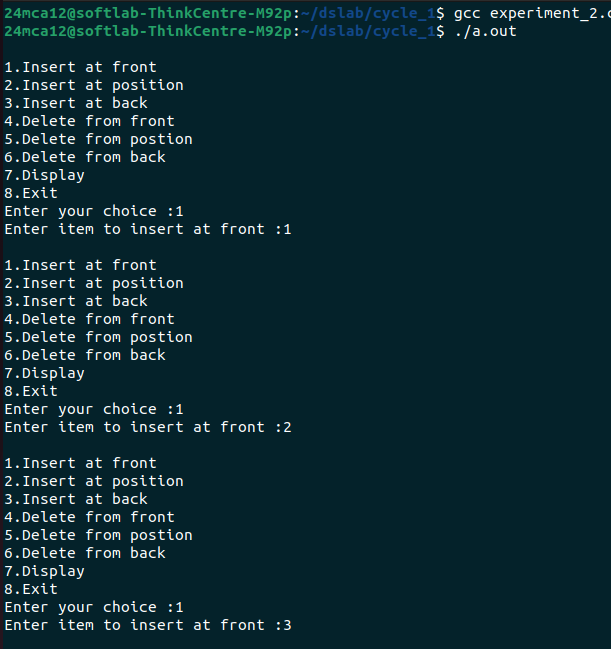 24mca12@softlab-ThinkCentre-M92p:~/dslab/cycle_1$ gcc experiment_2.c
24mca12@softlab-ThinkCentre-M92p:~/dslab/cycle_1$ ./a.out
1.Insert at front
2.Insert at position
3.Insert at back
4.Delete from front
5.Delete from postion
6.Delete from back
7.Display
8.Exit
Enter your choice :1
Enter item to insert at front :1
1.Insert at front
2.Insert at position
3.Insert at back
4.Delete from front
5.Delete from postion
6.Delete from back
7.Display
8.Exit
Enter your choice :1
Enter item to insert at front :2
1.Insert at front
2.Insert at position
3.Insert at back
4.Delete from front
5.Delete from postion
6.Delete from back
7.Display
8.Exit
Enter your choice :1
Enter item to insert at front :3